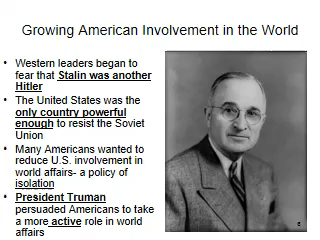 Growing American Involvement in the World
• Western leaders began to
fear that Stalin was another
Hitler
• The United States was the
only country powerful
enough to resist the Soviet
Union
• Many Americans wanted to
reduce U.S. involvement in
world affairs- a policy of
isolation
• President Truman
persuaded Americans to take
a more active role in world
affairs